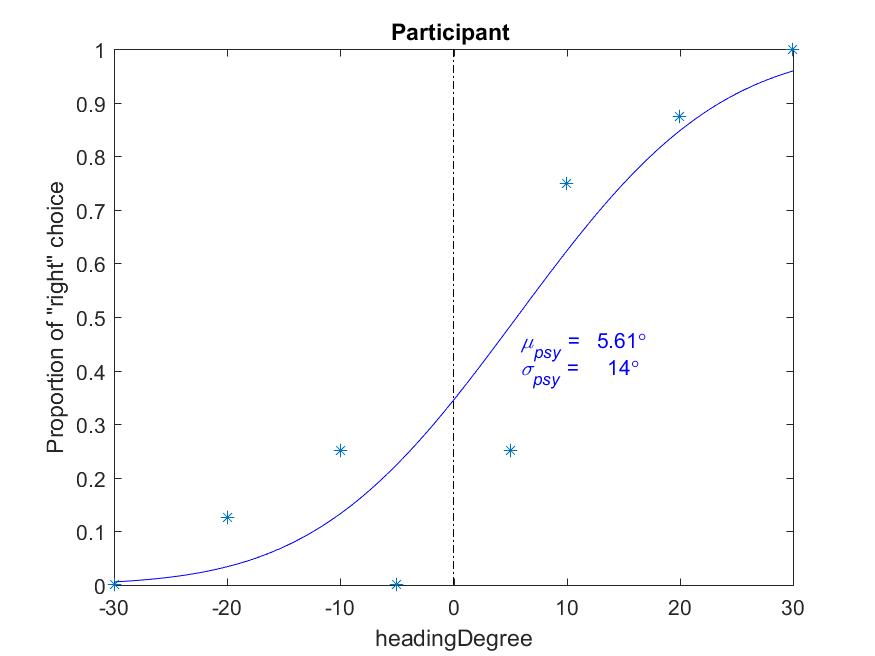 Participant
1
0.9
0.8
0.7
0.6
0.5
0.4
0.3
0.2
0.1
0
Proportion of "right" choice
μpsy = 5.61°
σpsy = 14°
-30 -20 -10 0 10 20 30
headingDegree